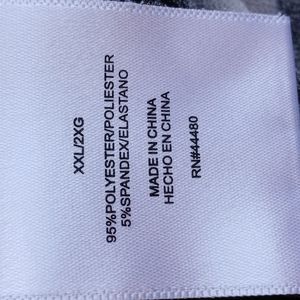 XXL/2XG
95%POLYESTER/POLIESTER
5%SPANDEX/ELASTANO
MADE IN CHINA
HECHO EN CHINA
RN#44480